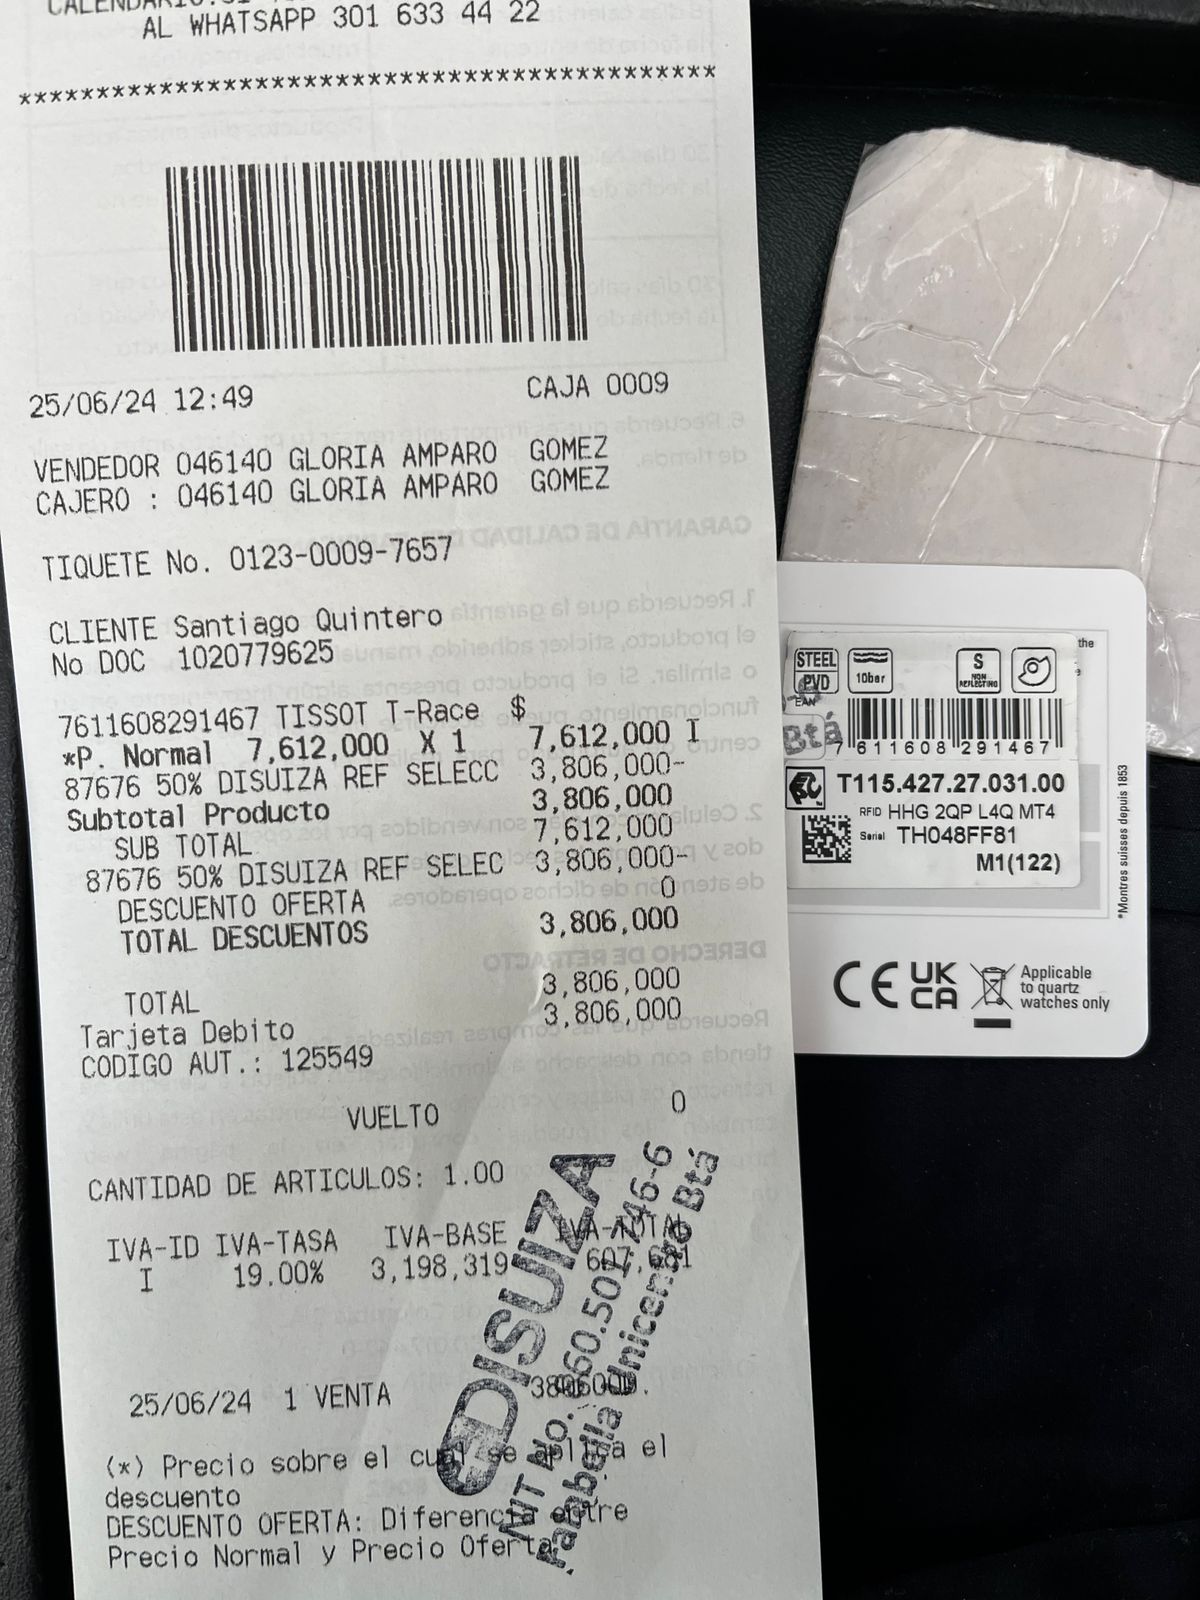 AL WHATSAPP 301 633 44 22
*********************************************
25/06/24 12:49 CAJA 0009
VENDEDOR 046140 GLORIA AMPARO GOMEZ
CAJERO : 046140 GLORIA AMPARO GOMEZ
TIQUETE No. 0123-0009-7657
CLIENTE Santiago Quintero
No DOC 1020779625
7611608291467 TISSOT T-Race $
*P. Normal 7,612,000 X 1 7,612,000 I
87676 50% DISUIZA REF SELECC 3,806,000-
Subtotal Producto 3,806,000
SUB TOTAL 7,612,000
87676 50% DISUIZA REF SELEC 3,806,000-
DESCUENTO OFERTA 0
TOTAL DESCUENTOS 3,806,000
TOTAL 3,806,000
Tarjeta Debito 3,806,000
CODIGO AUT.: 125549
VUELTO 0
CANTIDAD DE ARTICULOS: 1.00
IVA-ID IVA-TASA IVA-BASE IVA-TOTAL
I 19.00% 3,198,319 607,681
25/06/24 1 VENTA
(*) Precio sobre el cual se aplica el
descuento
DESCUENTO OFERTA: Diferencia entre
Precio Normal y Precio Oferta
DISUIZA
NIT No.
Unicentro Btá
STEEL
PVD
10bar
S
NON
REFLECTING
EAN
Btá
7 611608 291467
T115.427.27.031.00
RFID HHG 2QP L4Q MT4
Serial TH048FF81
M1(122)
the
CE UK
CA
Applicable
to quartz
watches only
*Montres suisses depuis 1853